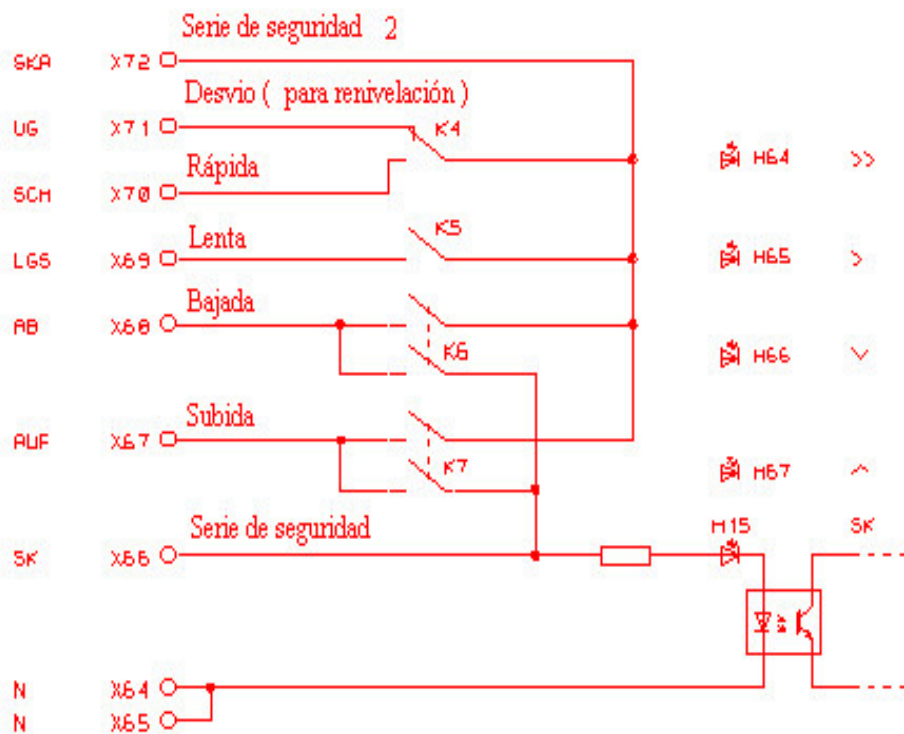 Serie de seguridad 2
SKA X72
Desvio ( para renivelación )
UG X71 K4
H64 >>
Rápida
SCH X70
K5
Lenta
LGS X69 H65 >
Bajada
AB X68
K6 H66 ∨
Subida
AUF X67
K7 H67 ∧
Serie de seguridad H15 SK
SK X66
SK
N X64
N X65